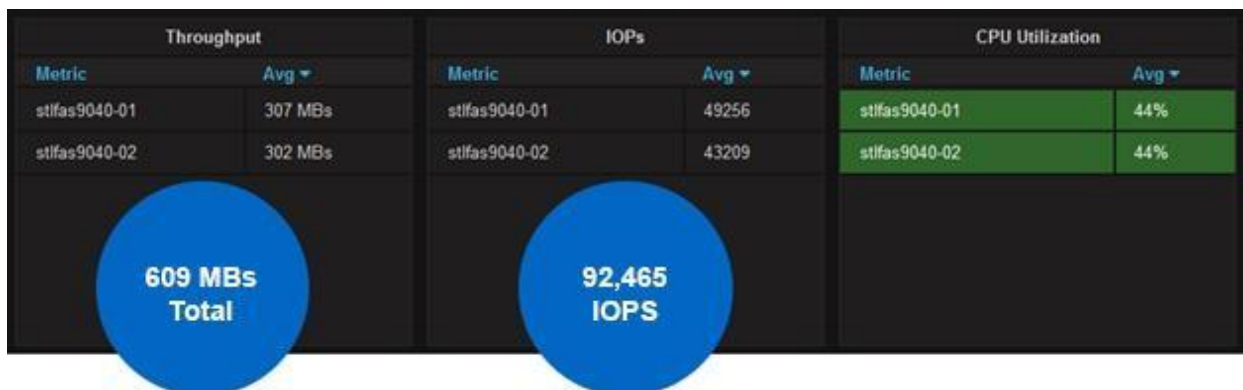 Throughput
Metric Avg
stlfas9040-01 307 MBs
stlfas9040-02 302 MBs
609 MBs
Total
IOPs
Metric Avg
stlfas9040-01 49256
stlfas9040-02 43209
92,465
IOPS
CPU Utilization
Metric Avg
stlfas9040-01 44%
stlfas9040-02 44%